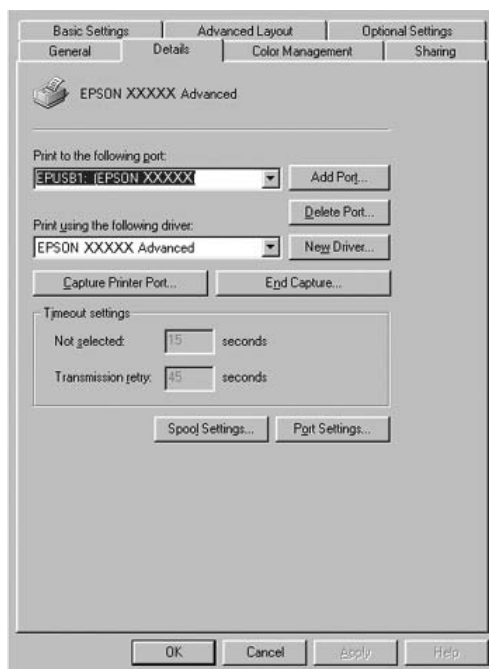 Basic Settings Advanced Layout Optional Settings
General Details Color Management Sharing
EPSON XXXXX Advanced
Print to the following port:
EPUSB1: (EPSON XXXXX Add Port...
Delete Port...
Print using the following driver:
EPSON XXXXX Advanced New Driver...
Capture Printer Port... End Capture...
Timeout settings
Not selected: 15 seconds
Transmission retry: 45 seconds
Spool Settings... Port Settings...
OK Cancel Apply Help